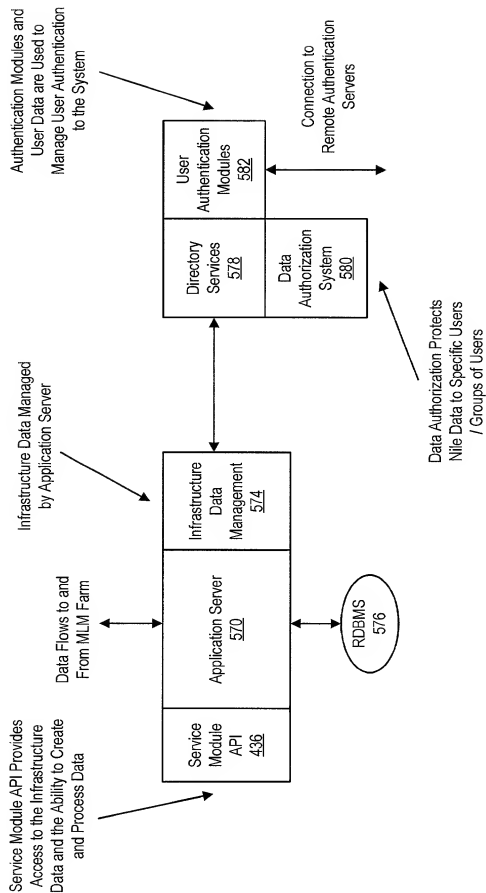 Service Module API Provides
Access to the Infrastructure
Data and the Ability to Create
and Process Data
Data Flows to and
From MLM Farm
Infrastructure Data Managed
by Application Server
Authentication Modules and
User Data are Used to
Manage User Authentication
to the System
Service
Module
API
436
Application Server
570
Infrastructure
Data
Management
574
Directory
Services
578
User
Authentication
Modules
582
Data
Authorization
System
580
RDBMS
576
Connection to
Remote Authentication
Servers
Data Authorization Protects
Nile Data to Specific Users
/ Groups of Users